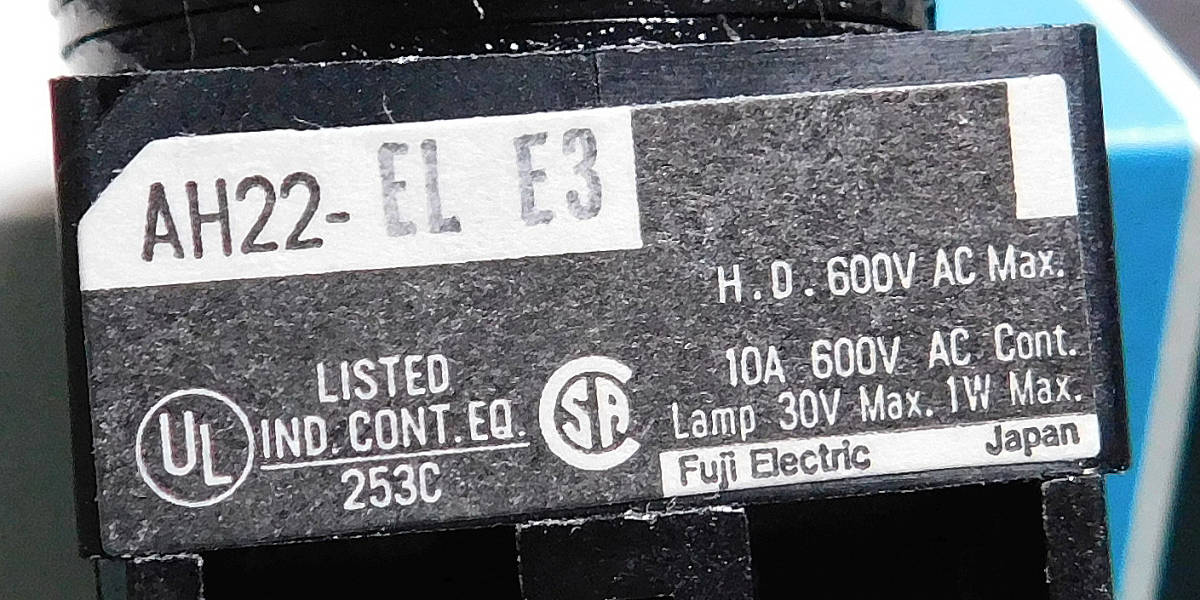 AH22- EL E3
H.D. 600V AC Max.
10A 600V AC Cont.
Lamp 30V Max. 1W Max.
LISTED
UL IND. CONT. EQ.
253C
SA
Fuji Electric Japan